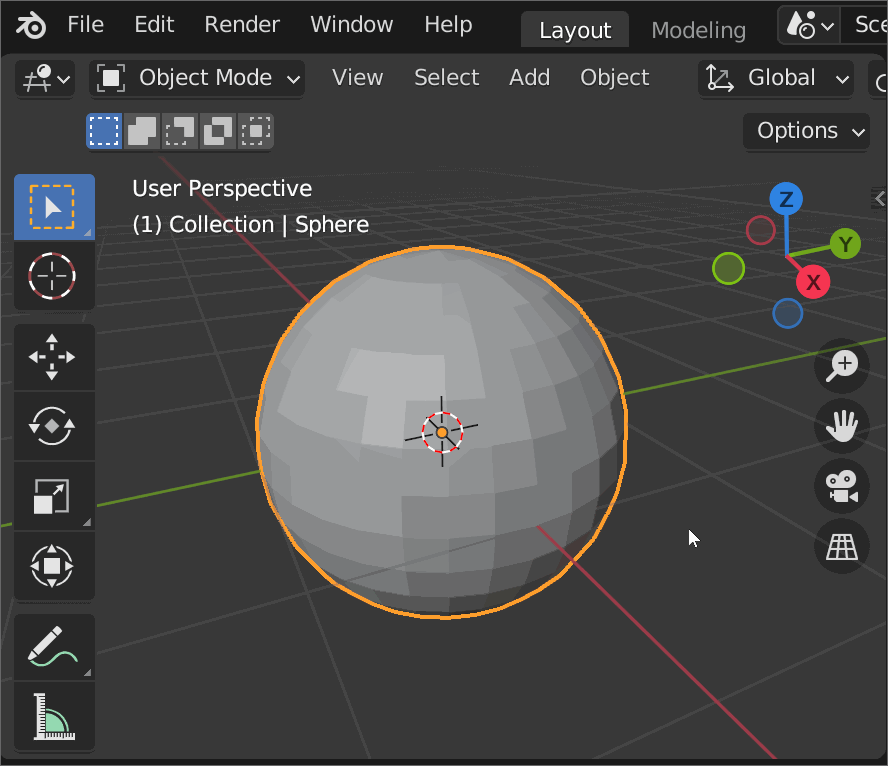 File Edit Render Window Help Layout Modeling Sce
Object Mode View Select Add Object Global
Options
User Perspective
(1) Collection | Sphere
Z
Y
X